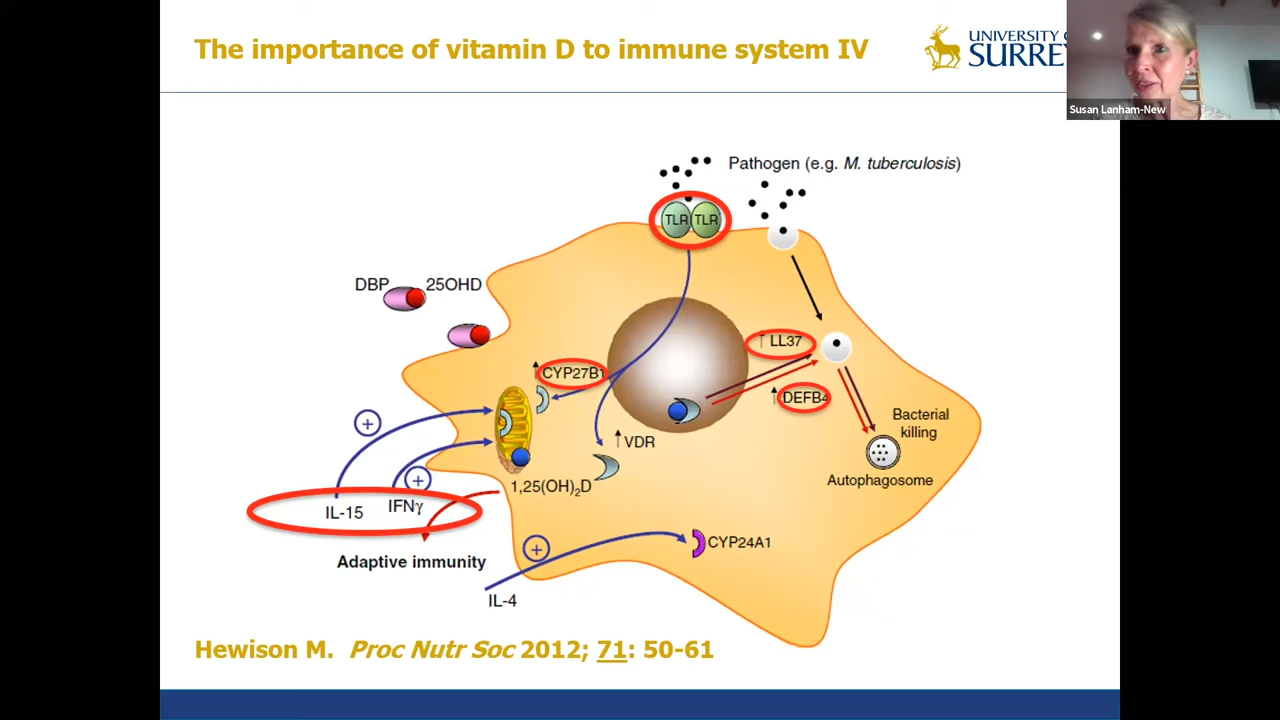 The importance of vitamin D to immune system IV
UNIVERSITY
SURREY
Susan Lanham-New
Pathogen (e.g. M. tuberculosis)
TLR TLR
DBP 25OHD
↑ LL37
↑ CYP27B1
↑ DEFB4
Bacterial
killing
↑ VDR
+
Autophagosome
+
1,25(OH)₂D
IL-15 IFNγ
CYP24A1
+
Adaptive immunity
IL-4
Hewison M. Proc Nutr Soc 2012; 71: 50-61